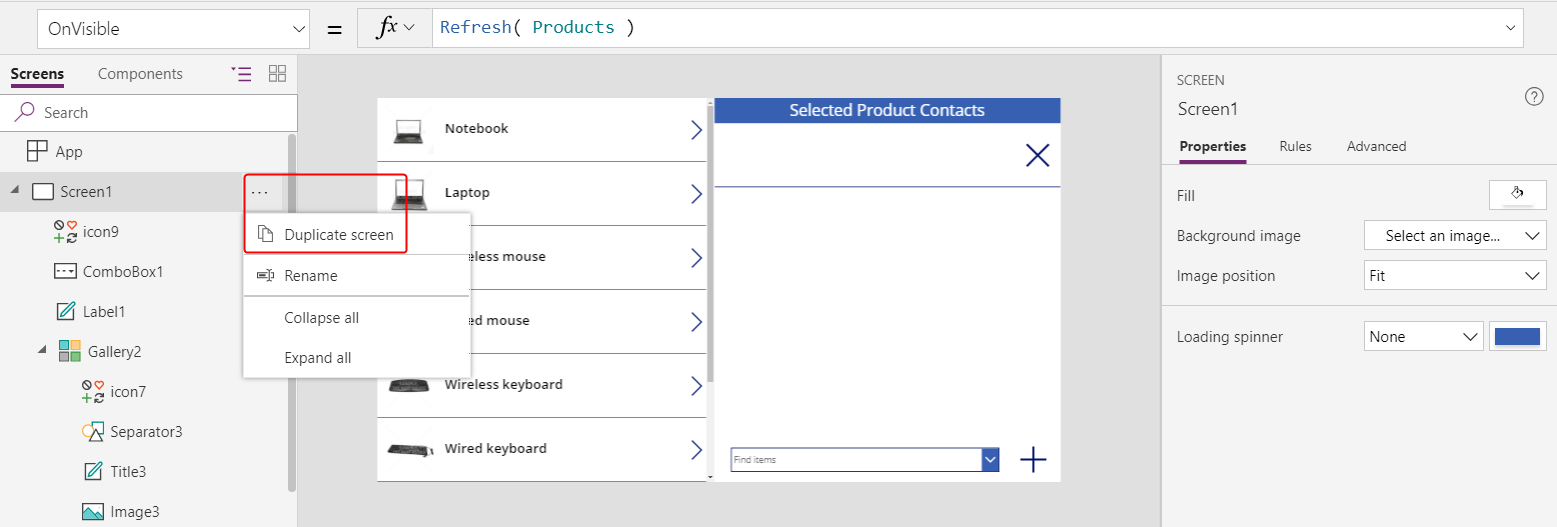 OnVisible
=
fx
Refresh( Products )
Screens
Components
Search
App
Screen1
...
icon9
ComboBox1
Label1
Gallery2
icon7
Separator3
Title3
Image3
Duplicate screen
Rename
Collapse all
Expand all
Notebook
Laptop
eless mouse
ed mouse
Wireless keyboard
Wired keyboard
Selected Product Contacts
Find items
SCREEN
Screen1
?
Properties
Rules
Advanced
Fill
Background image
Select an image...
Image position
Fit
Loading spinner
None